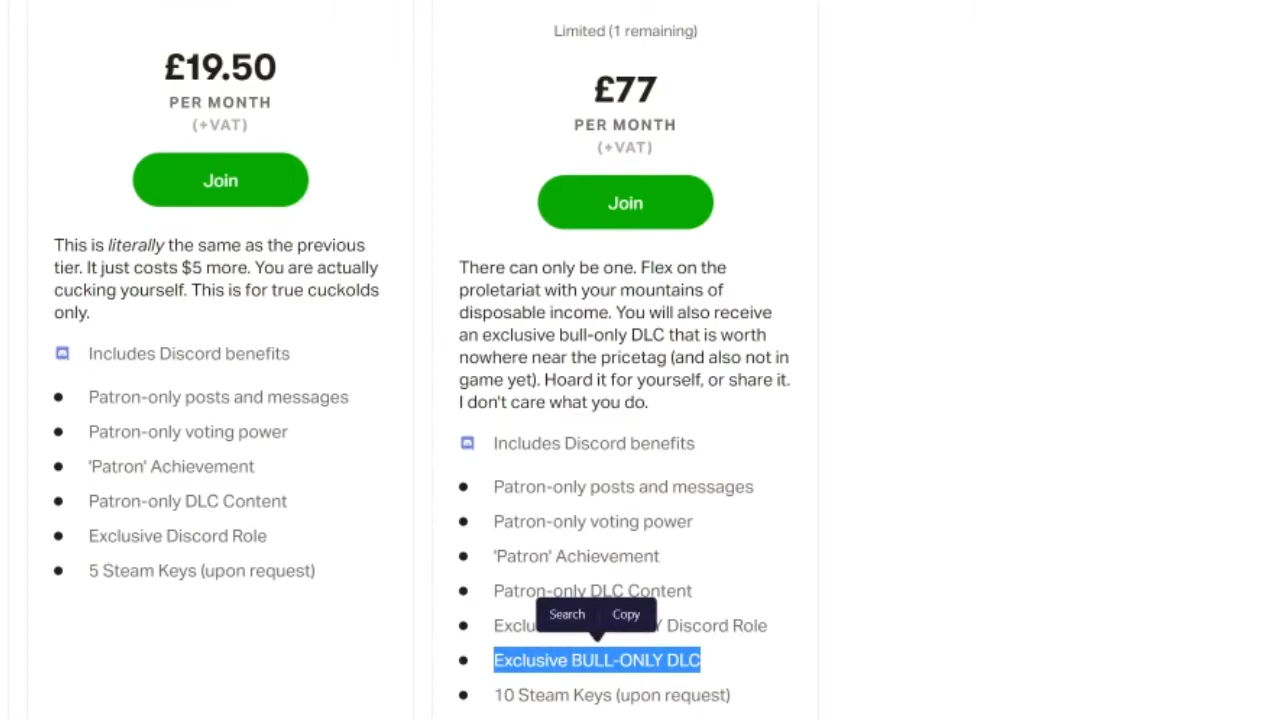 £19.50
PER MONTH
(+VAT)
Join
This is literally the same as the previous
tier. It just costs $5 more. You are actually
cucking yourself. This is for true cuckolds
only.
Includes Discord benefits
Patron-only posts and messages
Patron-only voting power
'Patron' Achievement
Patron-only DLC Content
Exclusive Discord Role
5 Steam Keys (upon request)
Limited (1 remaining)
£77
PER MONTH
(+VAT)
Join
There can only be one. Flex on the
proletariat with your mountains of
disposable income. You will also receive
an exclusive bull-only DLC that is worth
nowhere near the pricetag (and also not in
game yet). Hoard it for yourself, or share it.
I don't care what you do.
Includes Discord benefits
Patron-only posts and messages
Patron-only voting power
'Patron' Achievement
Patron-only DLC Content
Search Copy
Discord Role
Exclusive BULL-ONLY DLC
10 Steam Keys (upon request)